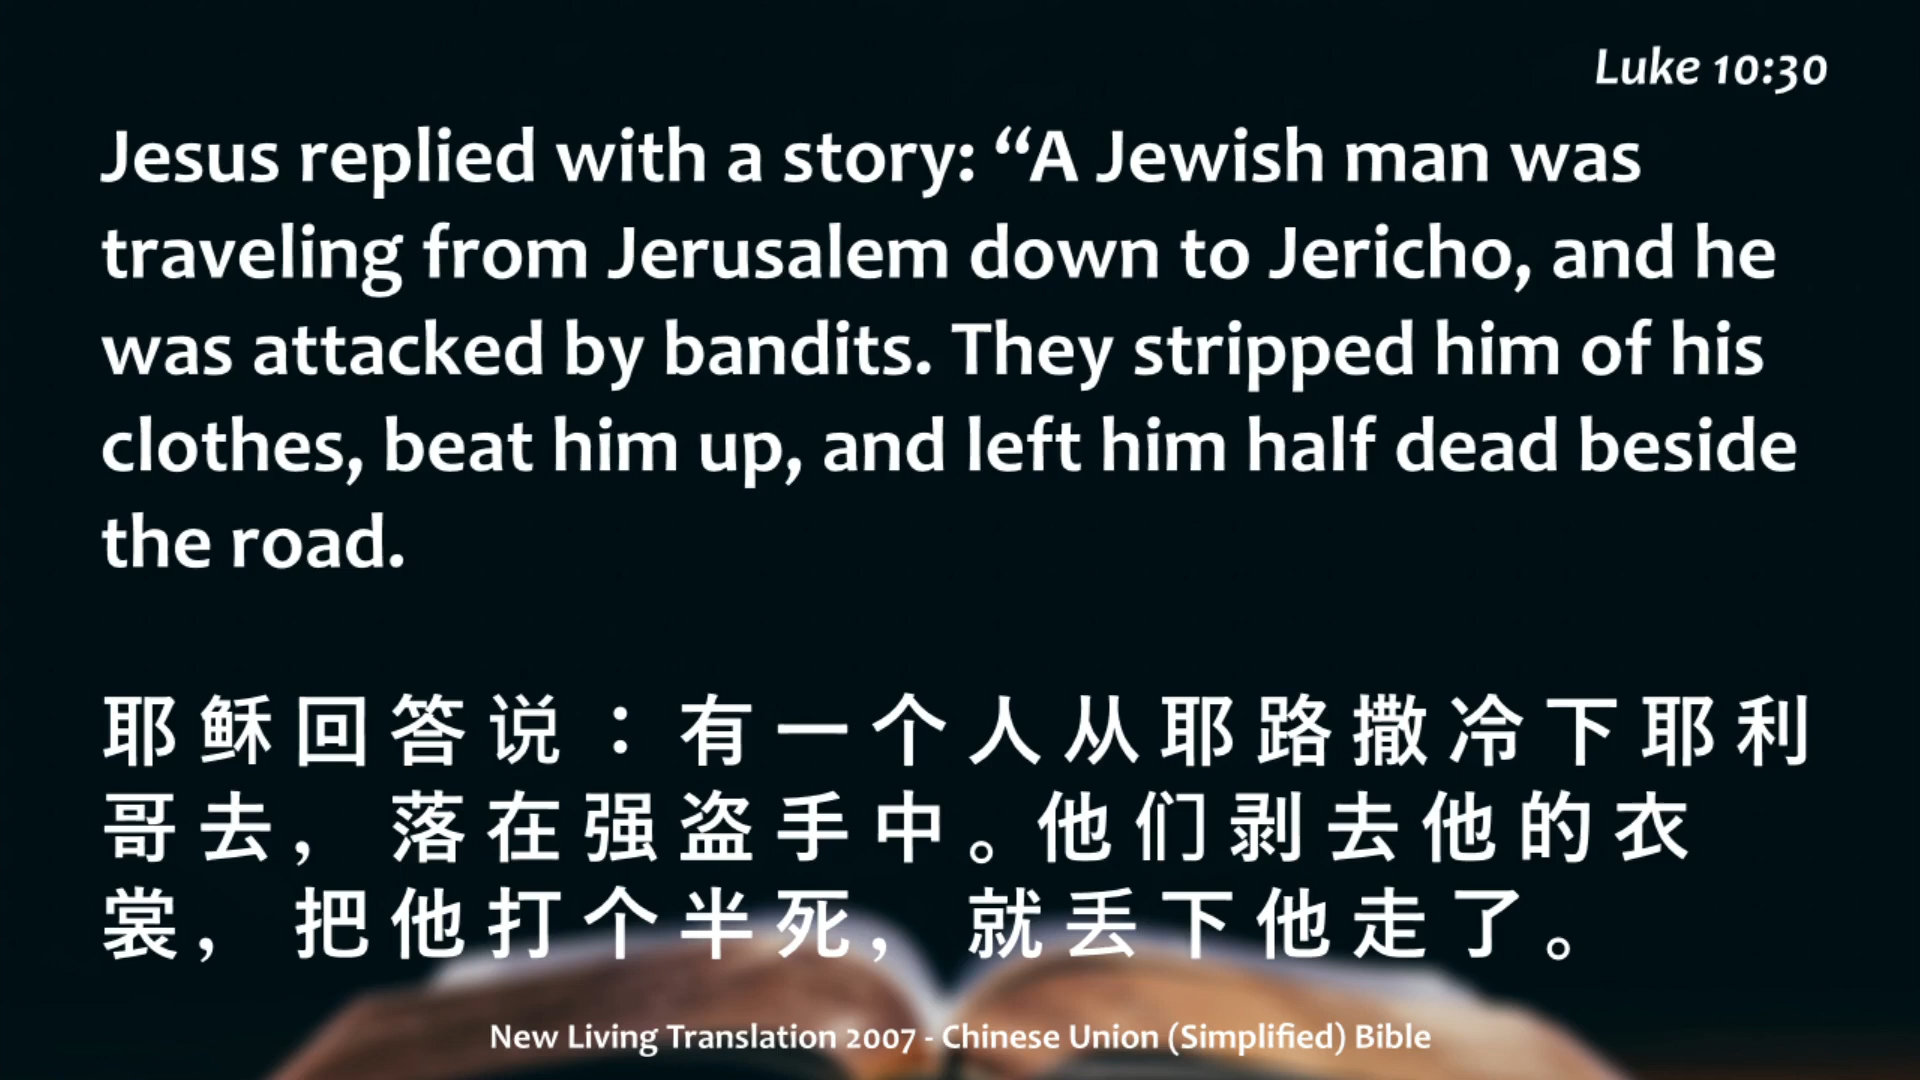 Luke 10:30
Jesus replied with a story: “A Jewish man was
traveling from Jerusalem down to Jericho, and he
was attacked by bandits. They stripped him of his
clothes, beat him up, and left him half dead beside
the road.
耶 稣 回 答 说 ： 有 一 个 人 从 耶 路 撒 冷 下 耶 利
哥 去 ， 落 在 强 盗 手 中 。 他 们 剥 去 他 的 衣
裳 ， 把 他 打 个 半 死 ， 就 丢 下 他 走 了 。
New Living Translation 2007 - Chinese Union (Simplified) Bible